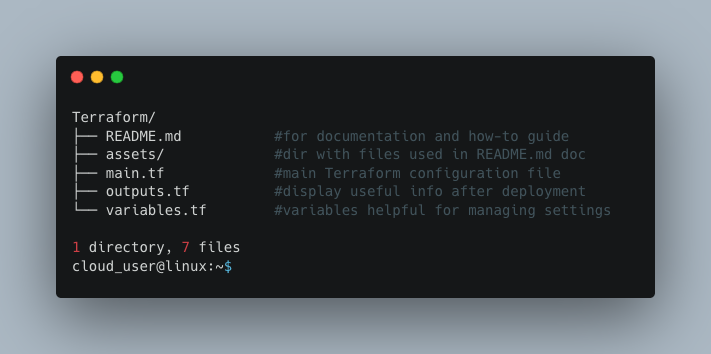 Terraform/
├── README.md           #for documentation and how-to guide
├── assets/             #dir with files used in README.md doc
├── main.tf             #main Terraform configuration file
├── outputs.tf          #display useful info after deployment
└── variables.tf        #variables helpful for managing settings
1 directory, 7 files
cloud_user@linux:~$